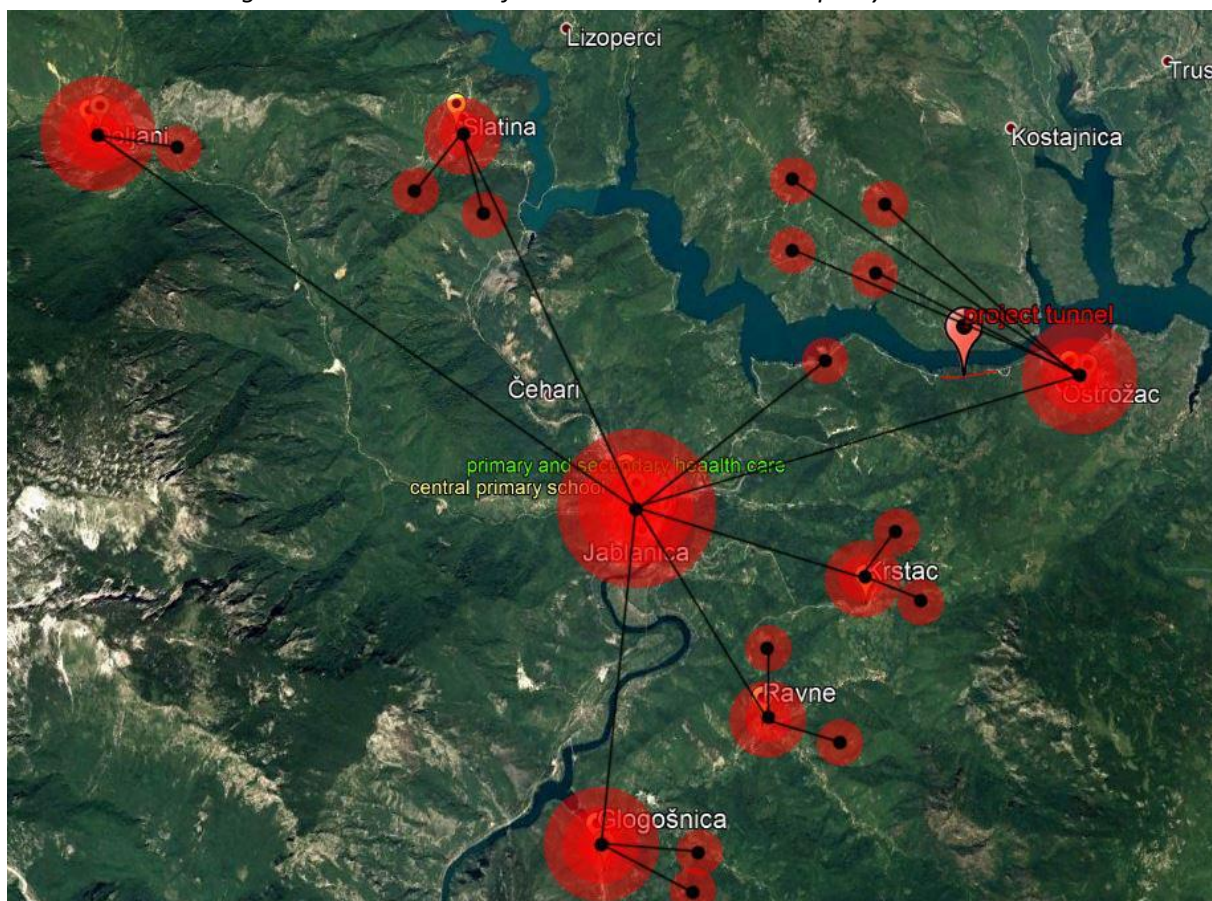 Lizoperci
Trus
Slatina
Kostajnica
project tunnel
Čehari
Ostrožac
primary and secondary heaalth care
central primary school
Jablanica
Krstac
Ravne
Glogošnica